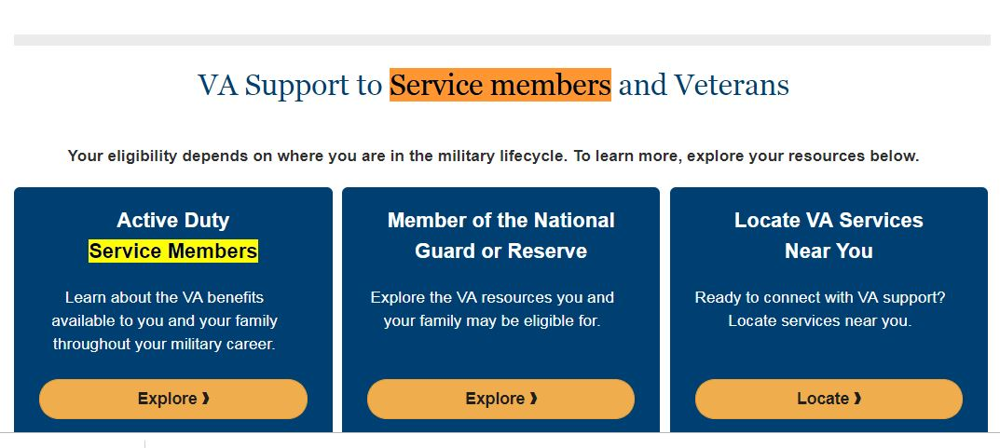 VA Support to Service members and Veterans
Your eligibility depends on where you are in the military lifecycle. To learn more, explore your resources below.
Active Duty
Service Members
Learn about the VA benefits
available to you and your family
throughout your military career.
Explore ❱
Member of the National
Guard or Reserve
Explore the VA resources you and
your family may be eligible for.
Explore ❱
Locate VA Services
Near You
Ready to connect with VA support?
Locate services near you.
Locate ❱